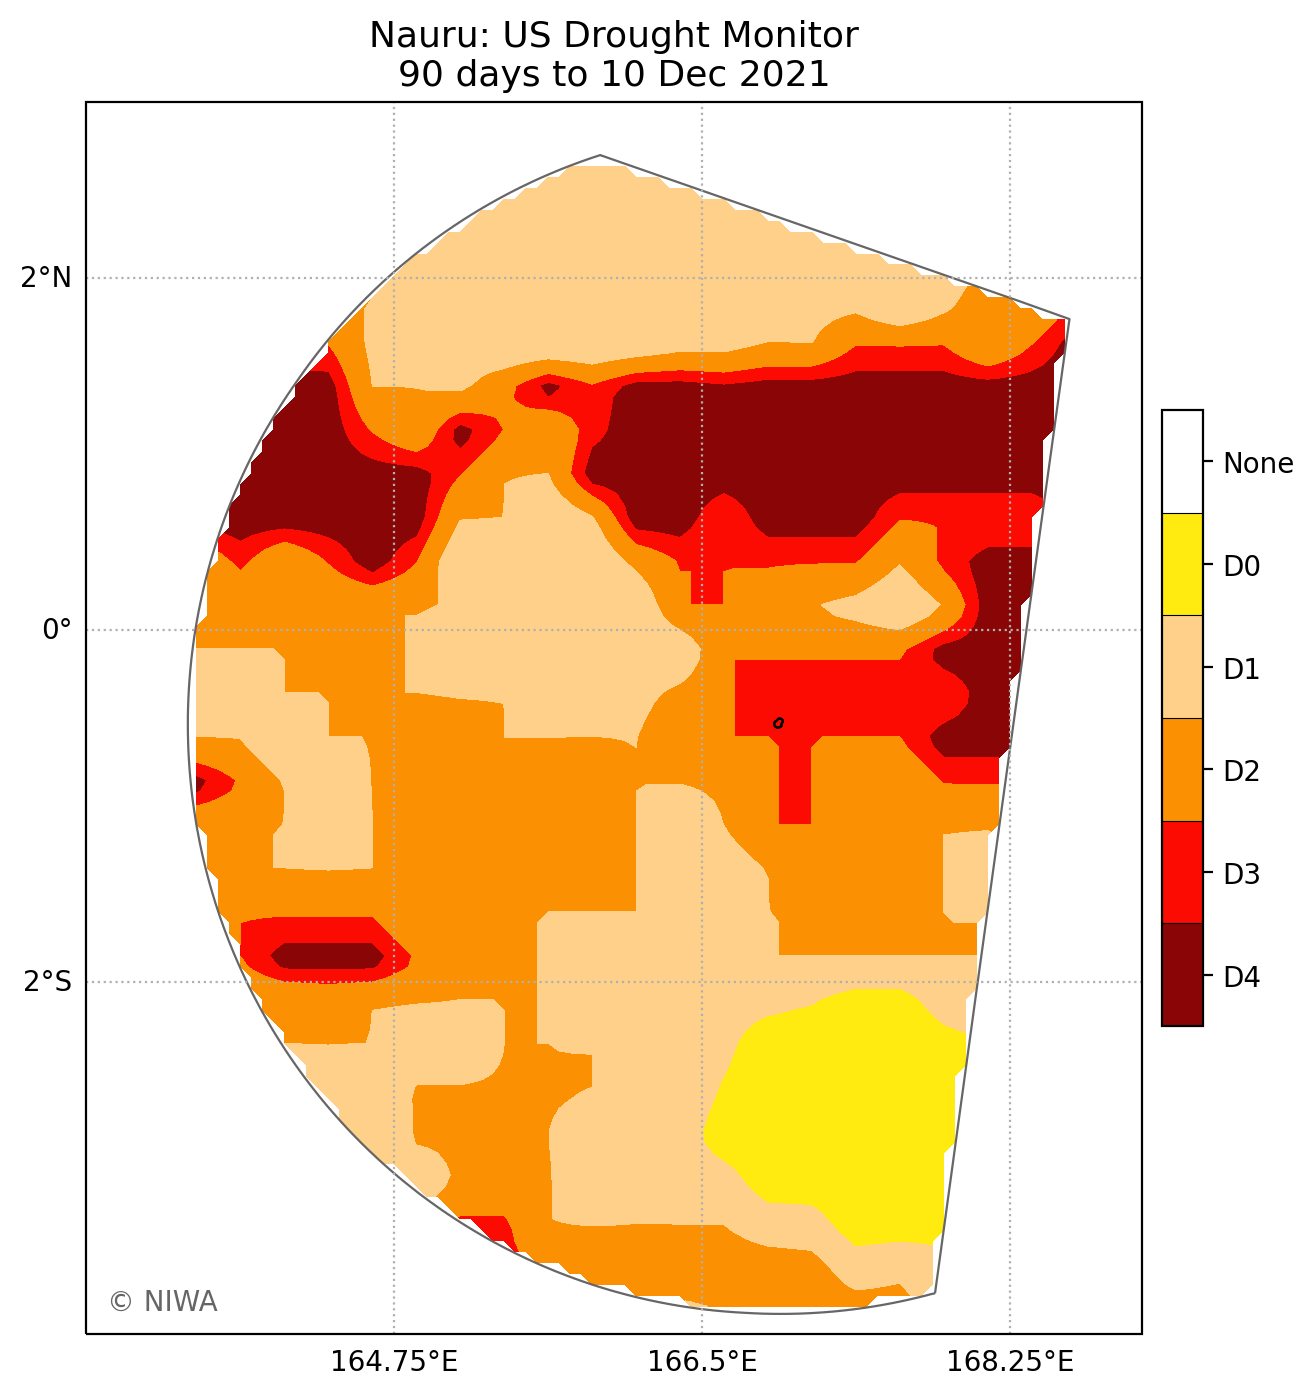 Nauru: US Drought Monitor
90 days to 10 Dec 2021
2°N
0°
2°S
164.75°E
166.5°E
168.25°E
None
D0
D1
D2
D3
D4
© NIWA